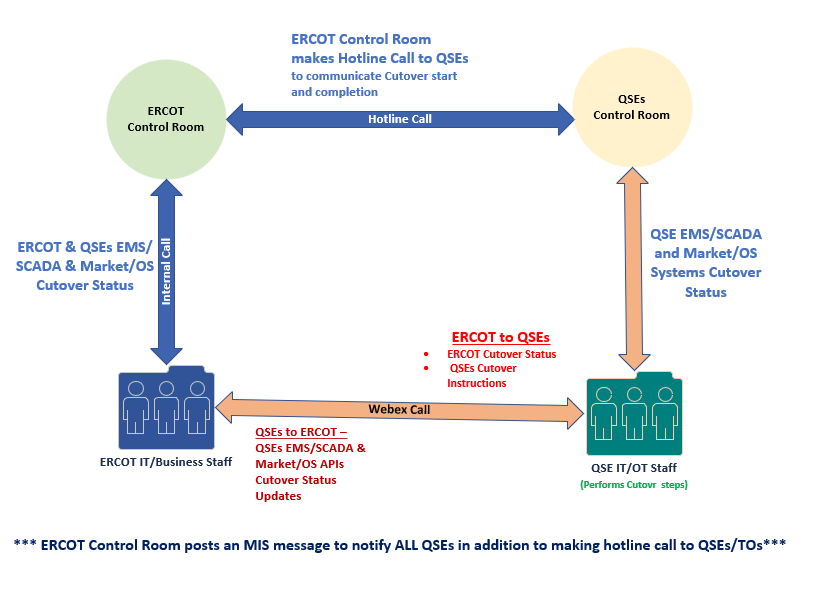 ERCOT Control Room
makes Hotline Call to QSEs
to communicate Cutover start
and completion
ERCOT
Control Room
Hotline Call
QSEs
Control Room
ERCOT & QSEs EMS/
SCADA & Market/OS
Cutover Status
Internal Call
QSE EMS/SCADA
and Market/OS
Systems Cutover
Status
ERCOT to QSEs
• ERCOT Cutover Status
• QSEs Cutover
Instructions
Webex Call
QSEs to ERCOT –
QSEs EMS/SCADA &
Market/OS APIs
Cutover Status
Updates
ERCOT IT/Business Staff
QSE IT/OT Staff
(Performs Cutovr steps)
*** ERCOT Control Room posts an MIS message to notify ALL QSEs in addition to making hotline call to QSEs/TOs***